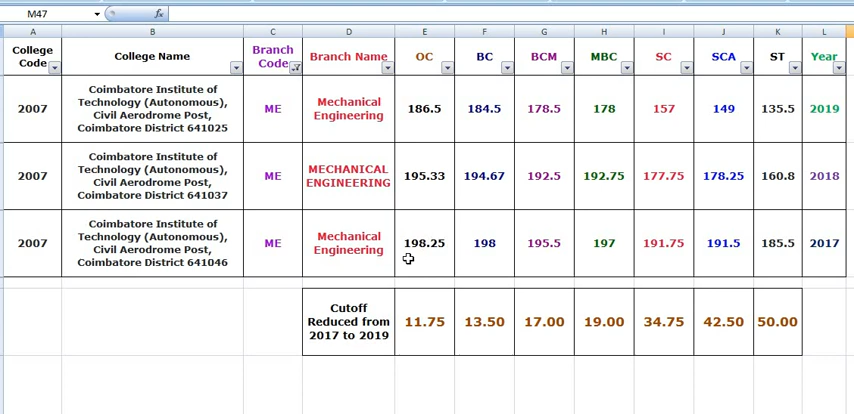 M47
fx
A B C D E F G H I J K L
College Code College Name Branch Code Branch Name OC BC BCM MBC SC SCA ST Year
2007
Coimbatore Institute of
Technology (Autonomous),
Civil Aerodrome Post,
Coimbatore District 641025
ME
Mechanical
Engineering
186.5 184.5 178.5 178 157 149 135.5 2019
2007
Coimbatore Institute of
Technology (Autonomous),
Civil Aerodrome Post,
Coimbatore District 641037
ME
MECHANICAL
ENGINEERING
195.33 194.67 192.5 192.75 177.75 178.25 160.8 2018
2007
Coimbatore Institute of
Technology (Autonomous),
Civil Aerodrome Post,
Coimbatore District 641046
ME
Mechanical
Engineering
198.25 198 195.5 197 191.75 191.5 185.5 2017
Cutoff
Reduced from
2017 to 2019
11.75 13.50 17.00 19.00 34.75 42.50 50.00